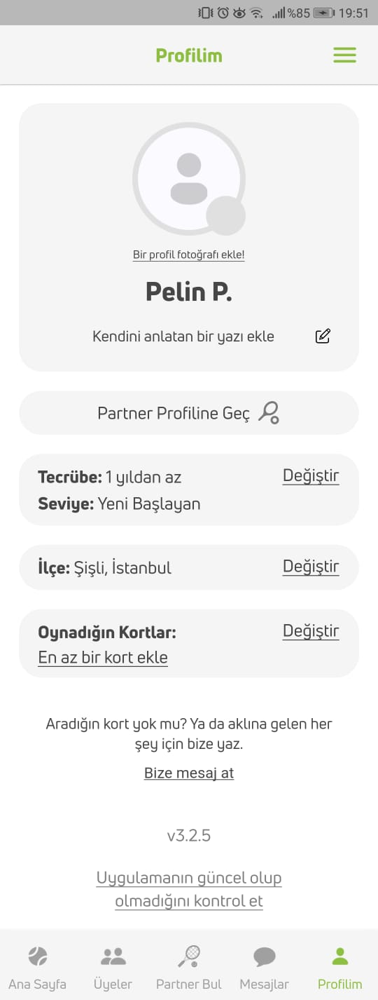 %85 19:51
Profilim
Bir profil fotoğrafı ekle!
Pelin P.
Kendini anlatan bir yazı ekle
Partner Profiline Geç
Tecrübe: 1 yıldan az
Değiştir
Seviye: Yeni Başlayan
İlçe: Şişli, İstanbul
Değiştir
Oynadığın Kortlar:
Değiştir
En az bir kort ekle
Aradığın kort yok mu? Ya da aklına gelen her
şey için bize yaz.
Bize mesaj at
v3.2.5
Uygulamanın güncel olup
olmadığını kontrol et
Ana Sayfa Üyeler Partner Bul Mesajlar Profilim